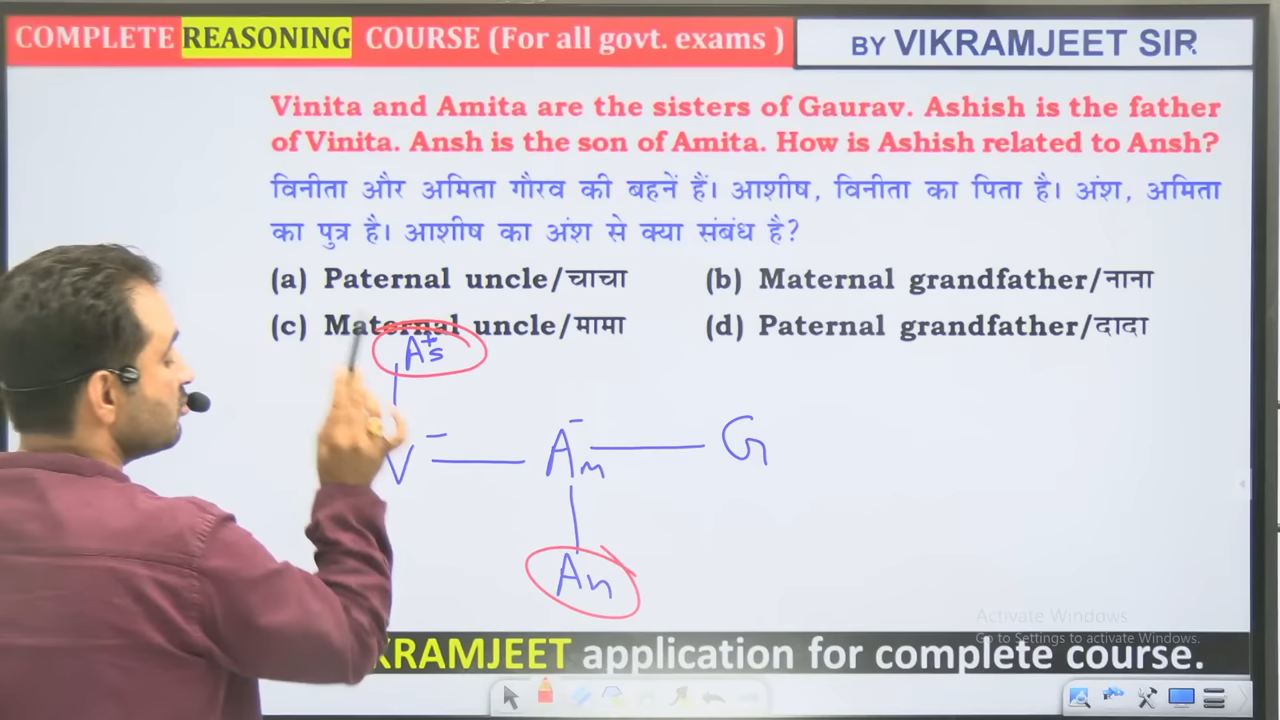 COMPLETE REASONING COURSE (For all govt. exams )
BY VIKRAMJEET SIR
Vinita and Amita are the sisters of Gaurav. Ashish is the father
of Vinita. Ansh is the son of Amita. How is Ashish related to Ansh?
विनीता और अमिता गौरव की बहनें हैं। आशीष, विनीता का पिता है। अंश, अमिता
का पुत्र है। आशीष का अंश से क्या संबंध है?
(a) Paternal uncle/चाचा (b) Maternal grandfather/नाना
(c) Maternal uncle/मामा (d) Paternal grandfather/दादा
As+
V- Am- G
An
Activate Windows
Go to Settings to activate Windows.
KRAMJEET application for complete course.